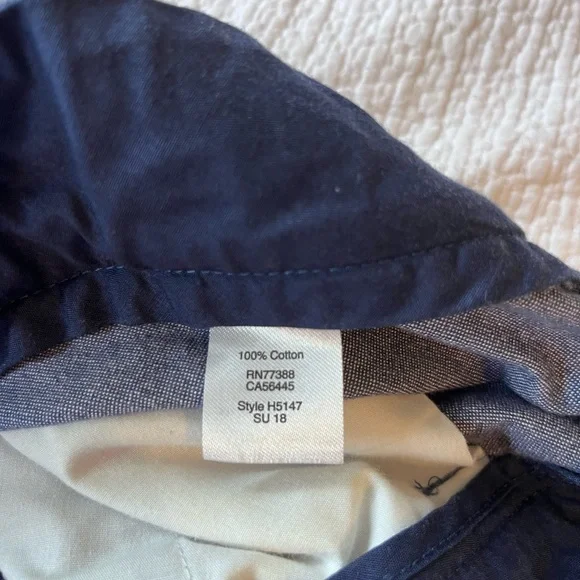 100% Cotton
RN77388
CA56445
Style H5147
SU 18